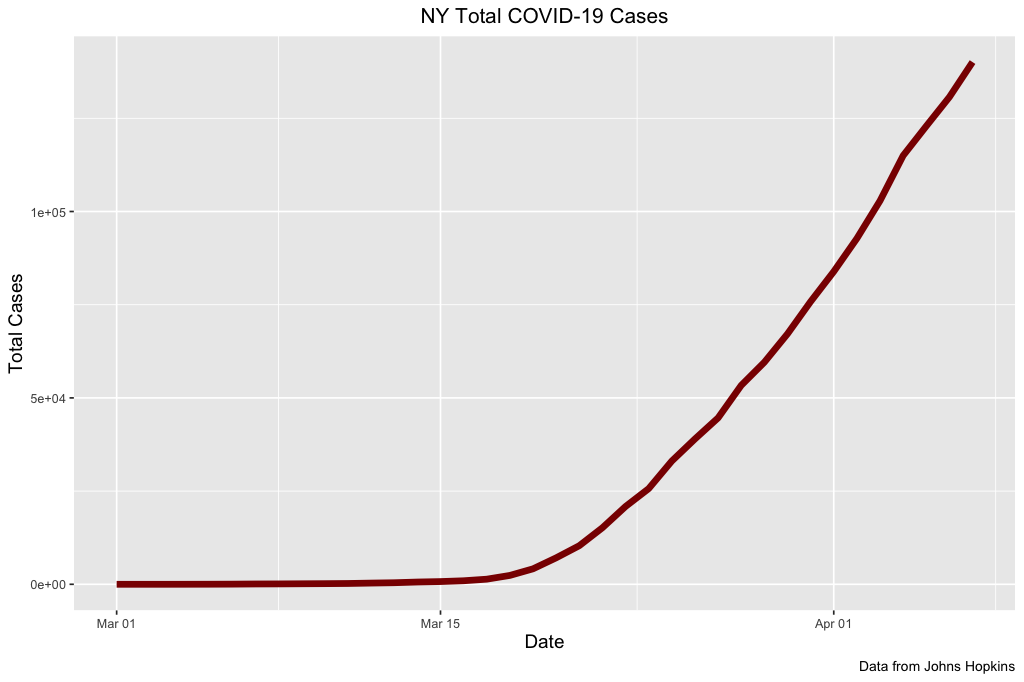 NY Total COVID-19 Cases
Total Cases
1e+05
5e+04
0e+00
Mar 01
Mar 15
Apr 01
Date
Data from Johns Hopkins